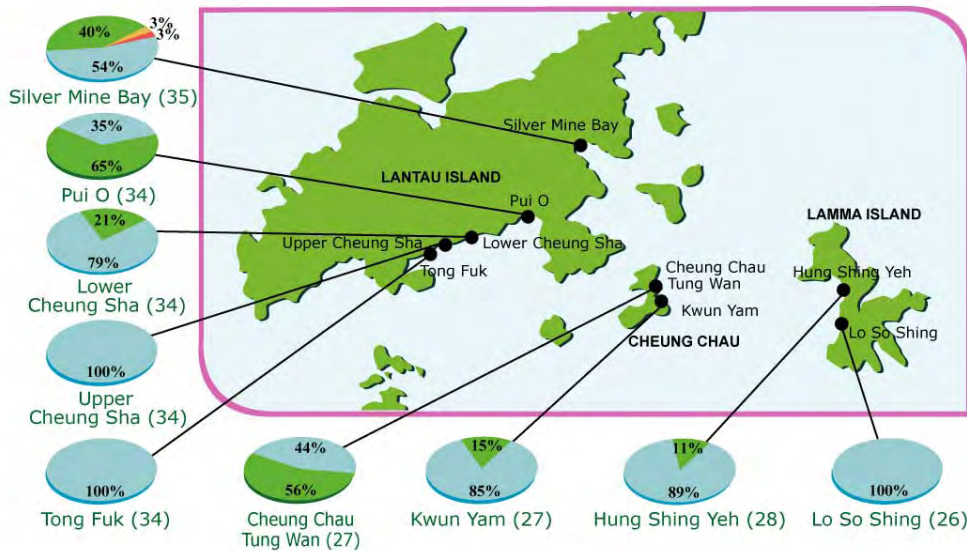 40%
3%
3%
54%
Silver Mine Bay (35)
35%
65%
Pui O (34)
21%
79%
Lower
Cheung Sha (34)
100%
Upper
Cheung Sha (34)
100%
Tong Fuk (34)
44%
56%
Cheung Chau
Tung Wan (27)
15%
85%
Kwun Yam (27)
11%
89%
Hung Shing Yeh (28)
100%
Lo So Shing (26)
Silver Mine Bay
LANTAU ISLAND
Pui O
Upper Cheung Sha
Lower Cheung Sha
Tong Fuk
Cheung Chau
Tung Wan
Kwun Yam
CHEUNG CHAU
LAMMA ISLAND
Hung Shing Yeh
Lo So Shing